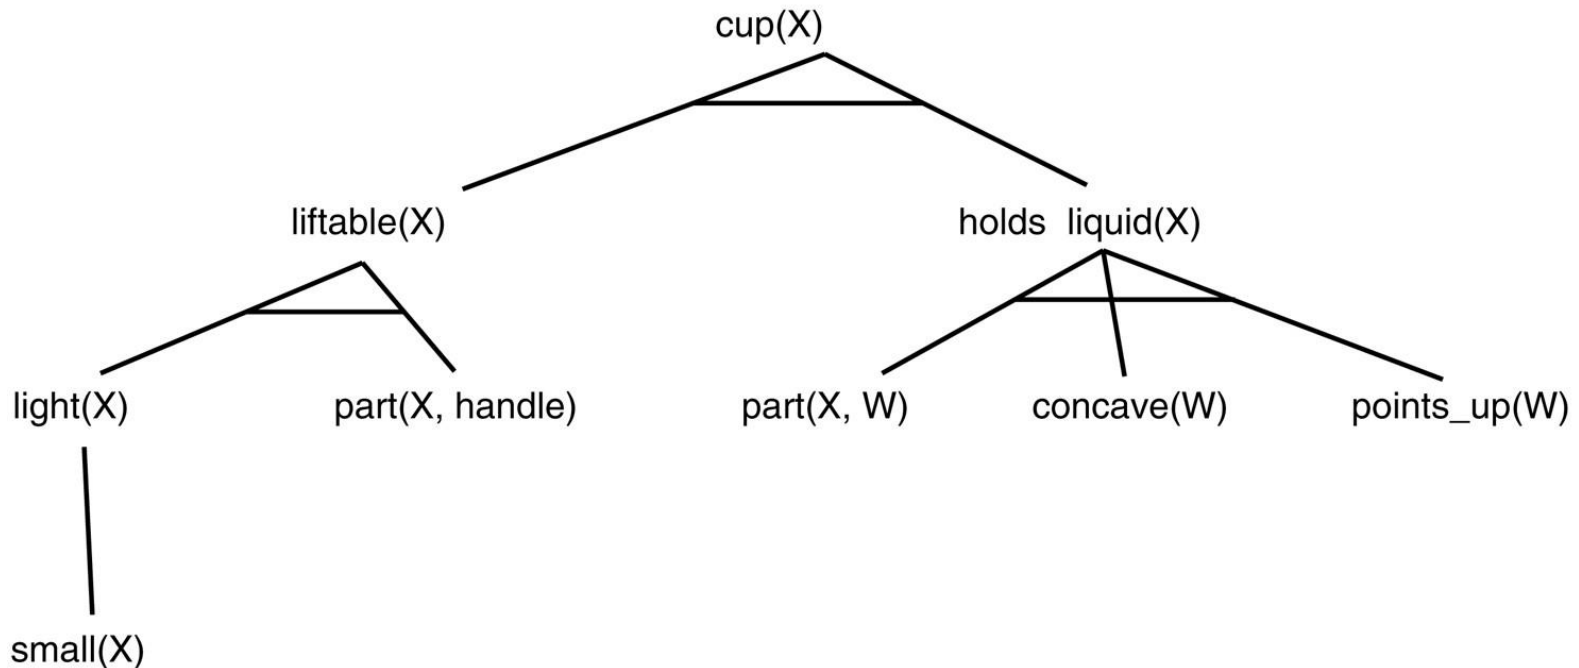 cup(X)
liftable(X)
holds liquid(X)
light(X)
part(X, handle)
part(X, W)
concave(W)
points_up(W)
small(X)